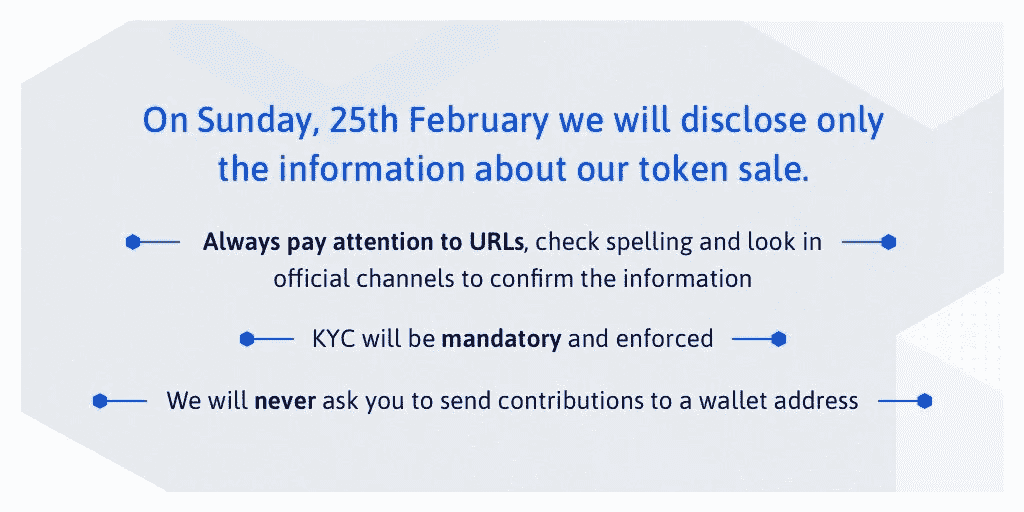 On Sunday, 25th February we will disclose only
the information about our token sale.
Always pay attention to URLs, check spelling and look in
official channels to confirm the information
KYC will be mandatory and enforced
We will never ask you to send contributions to a wallet address